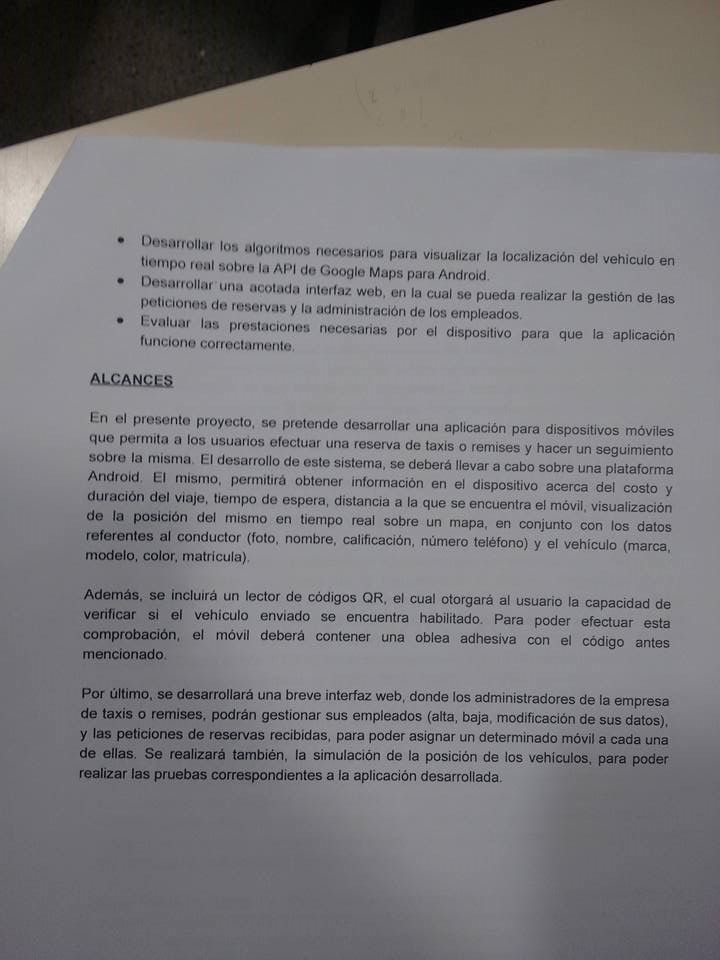 • Desarrollar los algoritmos necesarios para visualizar la localización del vehículo en
tiempo real sobre la API de Google Maps para Android.
• Desarrollar una acotada interfaz web, en la cual se pueda realizar la gestión de las
peticiones de reservas y la administración de los empleados.
• Evaluar las prestaciones necesarias por el dispositivo para que la aplicación
funcione correctamente.
ALCANCES
En el presente proyecto, se pretende desarrollar una aplicación para dispositivos móviles
que permita a los usuarios efectuar una reserva de taxis o remises y hacer un seguimiento
sobre la misma. El desarrollo de este sistema, se deberá llevar a cabo sobre una plataforma
Android. El mismo, permitirá obtener información en el dispositivo acerca del costo y
duración del viaje, tiempo de espera, distancia a la que se encuentra el móvil, visualización
de la posición del mismo en tiempo real sobre un mapa, en conjunto con los datos
referentes al conductor (foto, nombre, calificación, número teléfono) y el vehículo (marca,
modelo, color, matricula).
Además, se incluirá un lector de códigos QR, el cual otorgará al usuario la capacidad de
verificar si el vehículo enviado se encuentra habilitado. Para poder efectuar esta
comprobación, el móvil deberá contener una oblea adhesiva con el código antes
mencionado.
Por último, se desarrollará una breve interfaz web, donde los administradores de la empresa
de taxis o remises, podrán gestionar sus empleados (alta, baja, modificación de sus datos),
y las peticiones de reservas recibidas, para poder asignar un determinado móvil a cada una
de ellas. Se realizará también, la simulación de la posición de los vehículos, para poder
realizar las pruebas correspondientes a la aplicación desarrollada.